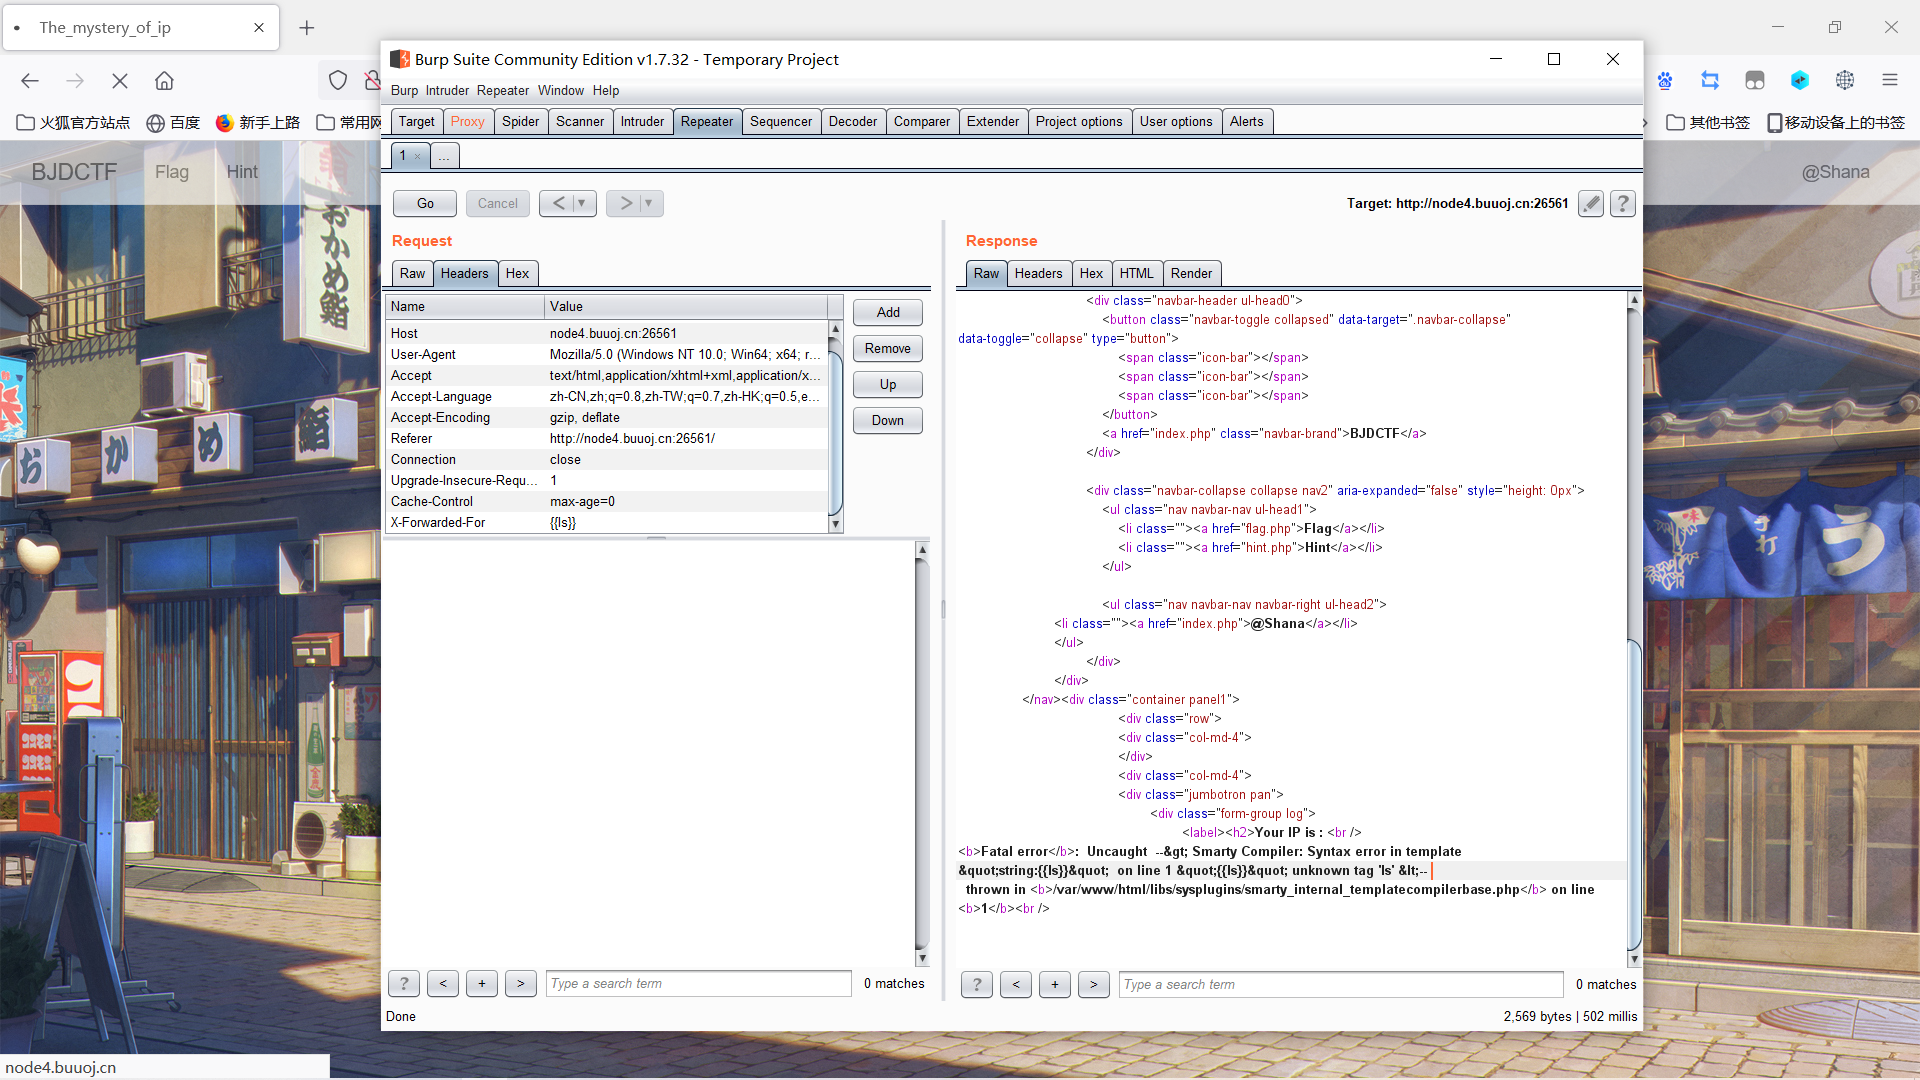 The_mystery_of_ip
火狐官方站点 百度 新手上路 常用网
其他书签 移动设备上的书签
BJDCTF Flag Hint
@Shana
Burp Suite Community Edition v1.7.32 - Temporary Project
Burp Intruder Repeater Window Help
Target Proxy Spider Scanner Intruder Repeater Sequencer Decoder Comparer Extender Project options User options Alerts
1 × ...
Go Cancel < ▼ > ▼
Target: http://node4.buuoj.cn:26561 ?
Request
Raw Headers Hex
Name Value
Host node4.buuoj.cn:26561
User-Agent Mozilla/5.0 (Windows NT 10.0; Win64; x64; r...
Accept text/html,application/xhtml+xml,application/x...
Accept-Language zh-CN,zh;q=0.8,zh-TW;q=0.7,zh-HK;q=0.5,e...
Accept-Encoding gzip, deflate
Referer http://node4.buuoj.cn:26561/
Connection close
Upgrade-Insecure-Requ... 1
Cache-Control max-age=0
X-Forwarded-For {{ls}}
Add
Remove
Up
Down
? < + > Type a search term 0 matches
Response
Raw Headers Hex HTML Render
<div class="navbar-header ul-head0">
<button class="navbar-toggle collapsed" data-target=".navbar-collapse"
data-toggle="collapse" type="button">
<span class="icon-bar"></span>
<span class="icon-bar"></span>
<span class="icon-bar"></span>
</button>
<a href="index.php" class="navbar-brand">BJDCTF</a>
</div>
<div class="navbar-collapse collapse nav2" aria-expanded="false" style="height: 0px">
<ul class="nav navbar-nav ul-head1">
<li class=""><a href="flag.php">Flag</a></li>
<li class=""><a href="hint.php">Hint</a></li>
</ul>
<ul class="nav navbar-nav navbar-right ul-head2">
<li class=""><a href="index.php">@Shana</a></li>
</ul>
</div>
</div>
</nav><div class="container panel1">
<div class="row">
<div class="col-md-4">
</div>
<div class="col-md-4">
<div class="jumbotron pan">
<div class="form-group log">
<label><h2>Your IP is : <br />
<b>Fatal error</b>:  Uncaught  --&gt; Smarty Compiler: Syntax error in template
&quot;string:{{ls}}&quot;  on line 1 &quot;{{ls}}&quot; unknown tag 'ls' &lt;--
thrown in <b>/var/www/html/libs/sysplugins/smarty_internal_templatecompilerbase.php</b> on line
<b>1</b><br />
? < + > Type a search term 0 matches
Done
2,569 bytes | 502 millis
node4.buuoj.cn
おかめ鮨
おかめ鮨
味
手打
う